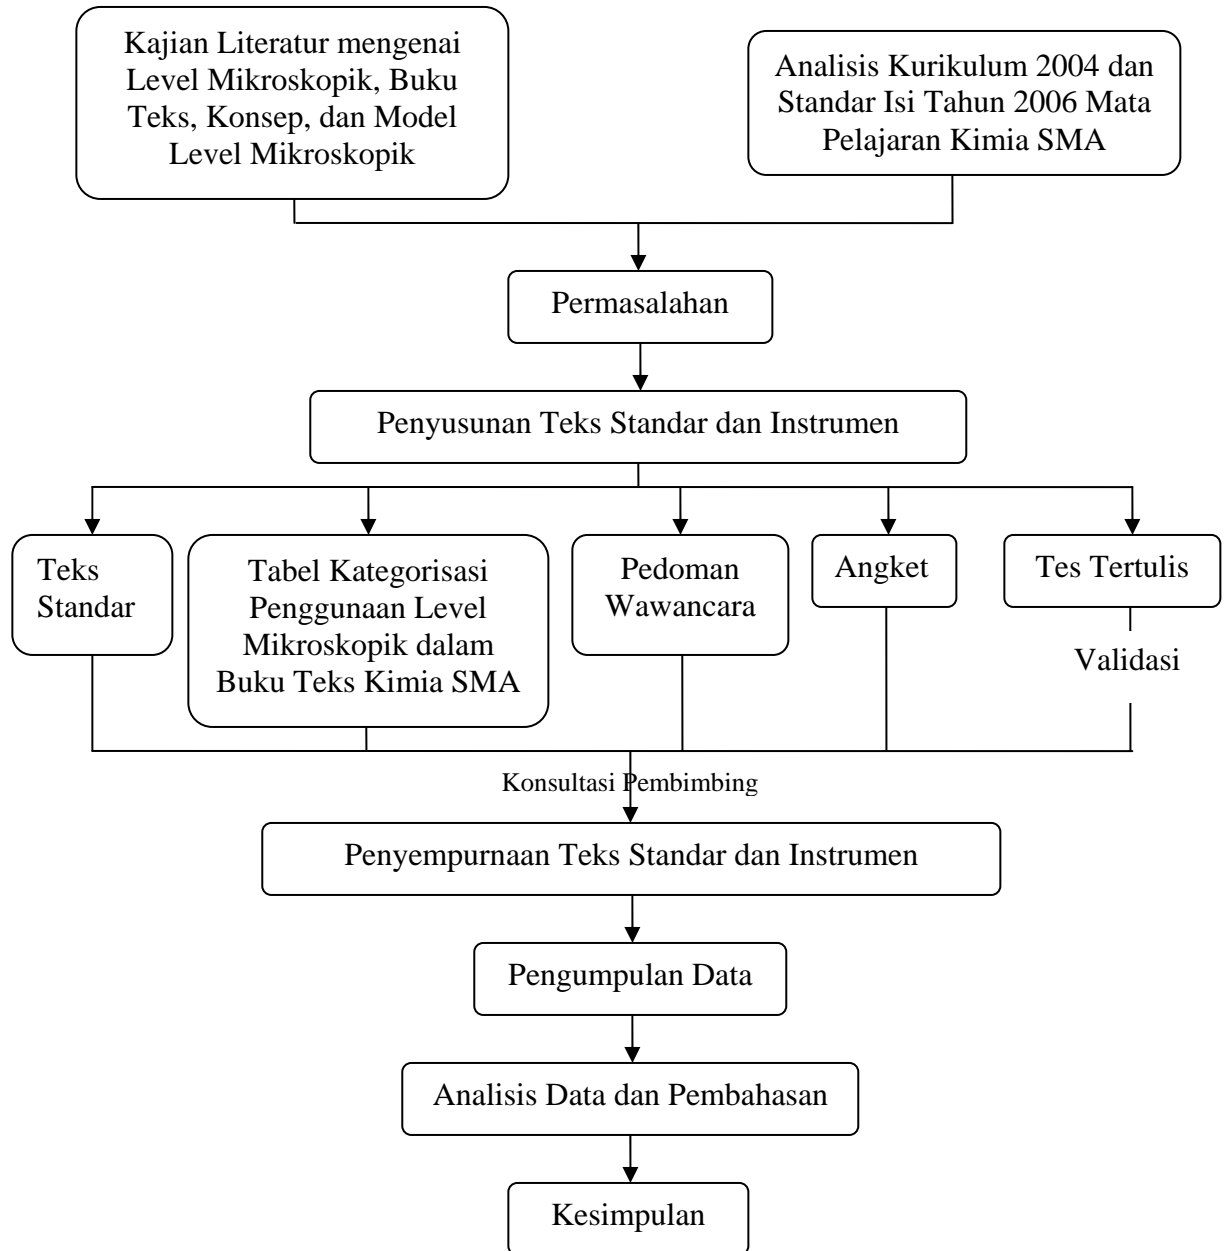 Kajian Literatur mengenai
Level Mikroskopik, Buku
Teks, Konsep, dan Model
Level Mikroskopik
Analisis Kurikulum 2004 dan
Standar Isi Tahun 2006 Mata
Pelajaran Kimia SMA
Permasalahan
Penyusunan Teks Standar dan Instrumen
Teks
Standar
Tabel Kategorisasi
Penggunaan Level
Mikroskopik dalam
Buku Teks Kimia SMA
Pedoman
Wawancara
Angket
Tes Tertulis
Validasi
Konsultasi Pembimbing
Penyempurnaan Teks Standar dan Instrumen
Pengumpulan Data
Analisis Data dan Pembahasan
Kesimpulan